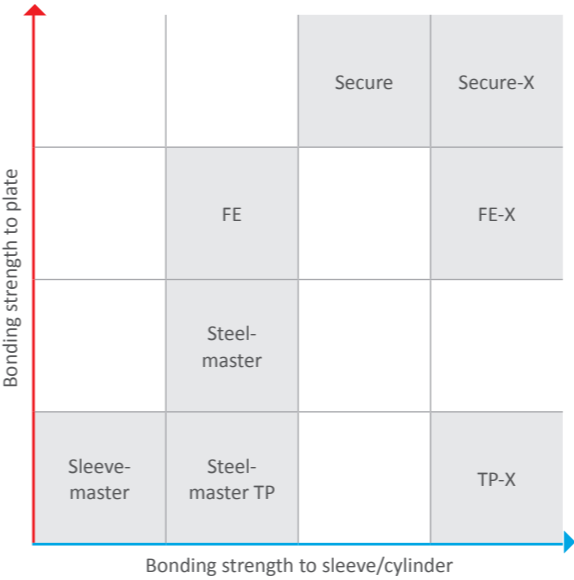 Bonding strength to plate
Secure
Secure-X
FE
FE-X
Steel-
master
Sleeve-
master
Steel-
master TP
TP-X
Bonding strength to sleeve/cylinder